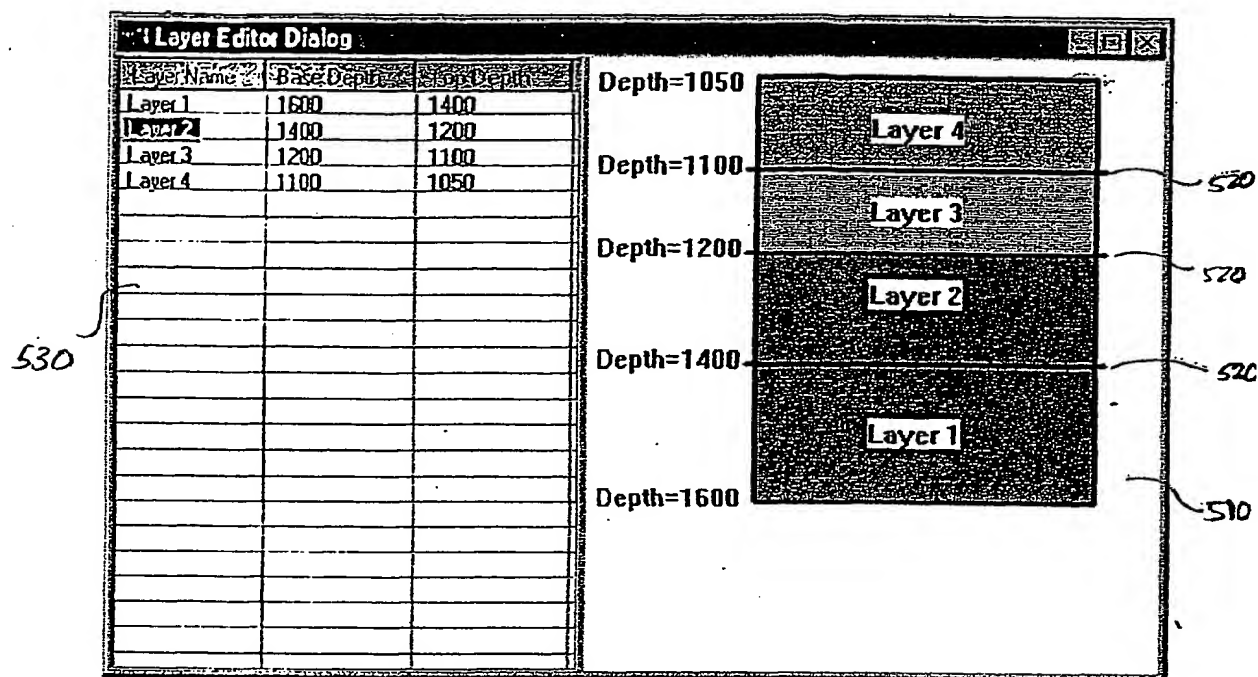 Layer Editor Dialog
Layer Name Base Depth Top Depth
Layer 1 1600 1400
Layer 2 1400 1200
Layer 3 1200 1100
Layer 4 1100 1050
Depth=1050
Layer 4
Depth=1100
520
Layer 3
Depth=1200
520
Layer 2
530
Depth=1400
520
Layer 1
Depth=1600
510